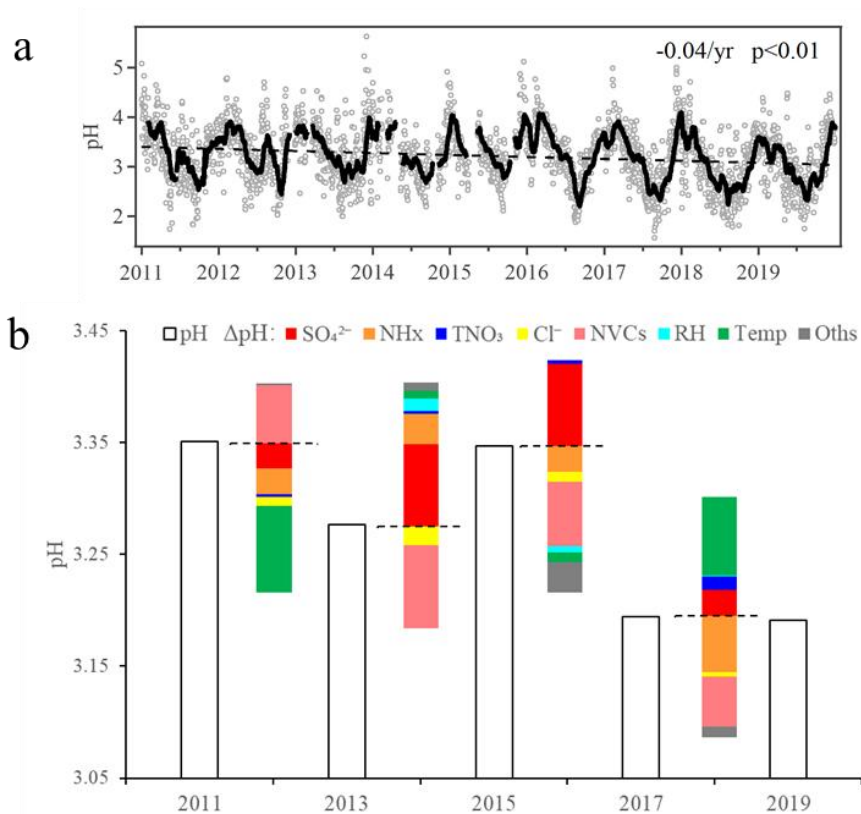 a
-0.04/yr p<0.01
5
4
3
2
pH
2011 2012 2013 2014 2015 2016 2017 2018 2019
b
pH ΔpH: SO₄²⁻ NHx TNO₃ Cl⁻ NVCs RH Temp Oths
3.45
3.35
3.25
3.15
3.05
pH
2011 2013 2015 2017 2019